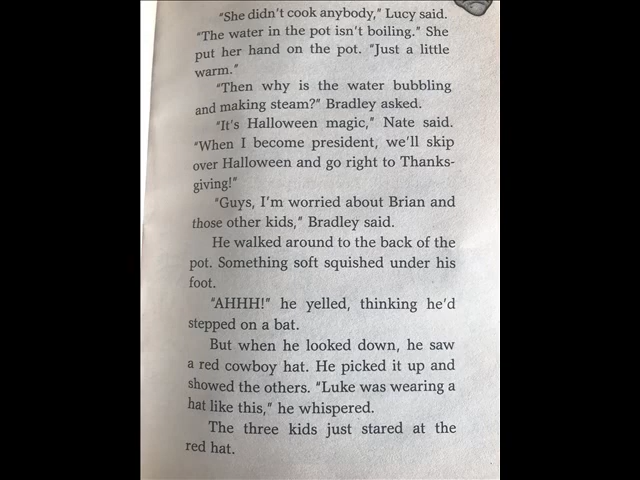 "She didn't cook anybody," Lucy said.
"The water in the pot isn't boiling." She
put her hand on the pot. "Just a little
warm."
"Then why is the water bubbling
and making steam?" Bradley asked.
"It's Halloween magic," Nate said.
"When I become president, we'll skip
over Halloween and go right to Thanks-
giving!"
"Guys, I'm worried about Brian and
those other kids," Bradley said.
He walked around to the back of the
pot. Something soft squished under his
foot.
"AHHH!" he yelled, thinking he'd
stepped on a bat.
But when he looked down, he saw
a red cowboy hat. He picked it up and
showed the others. "Luke was wearing a
hat like this," he whispered.
The three kids just stared at the
red hat.